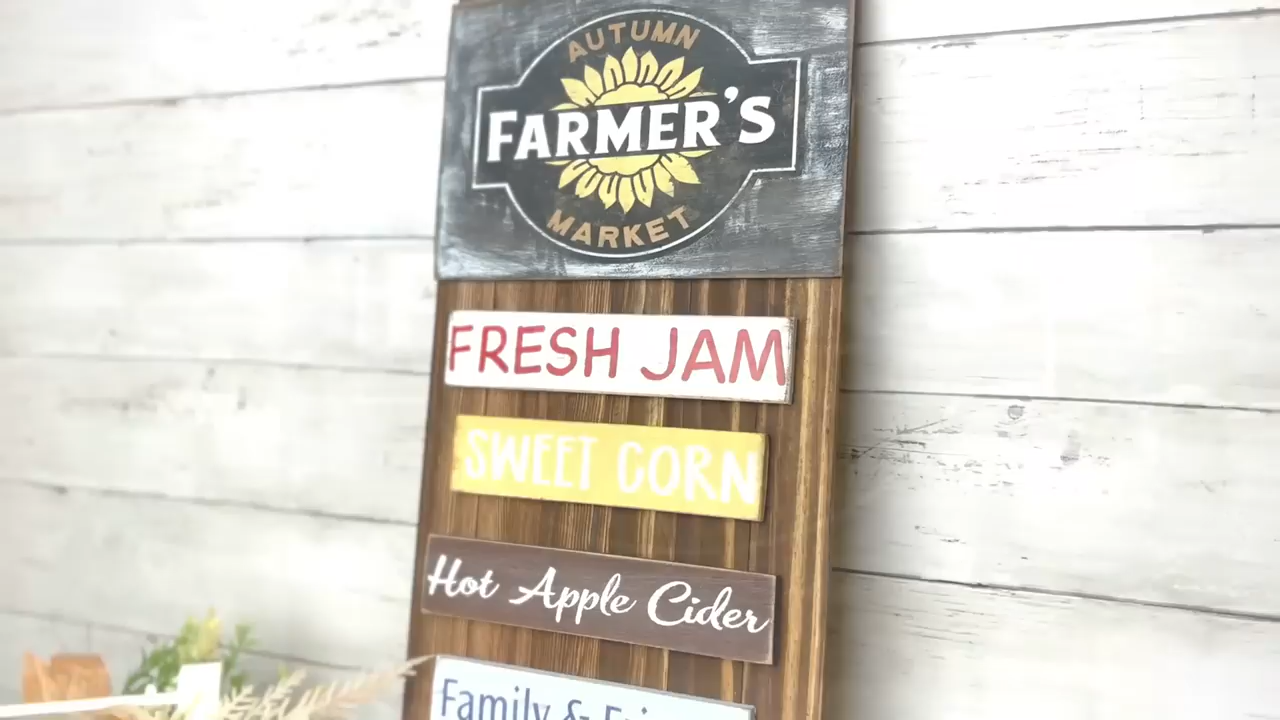 AUTUMN
FARMER'S
MARKET
FRESH JAM
SWEET CORN
Hot Apple Cider
Family &